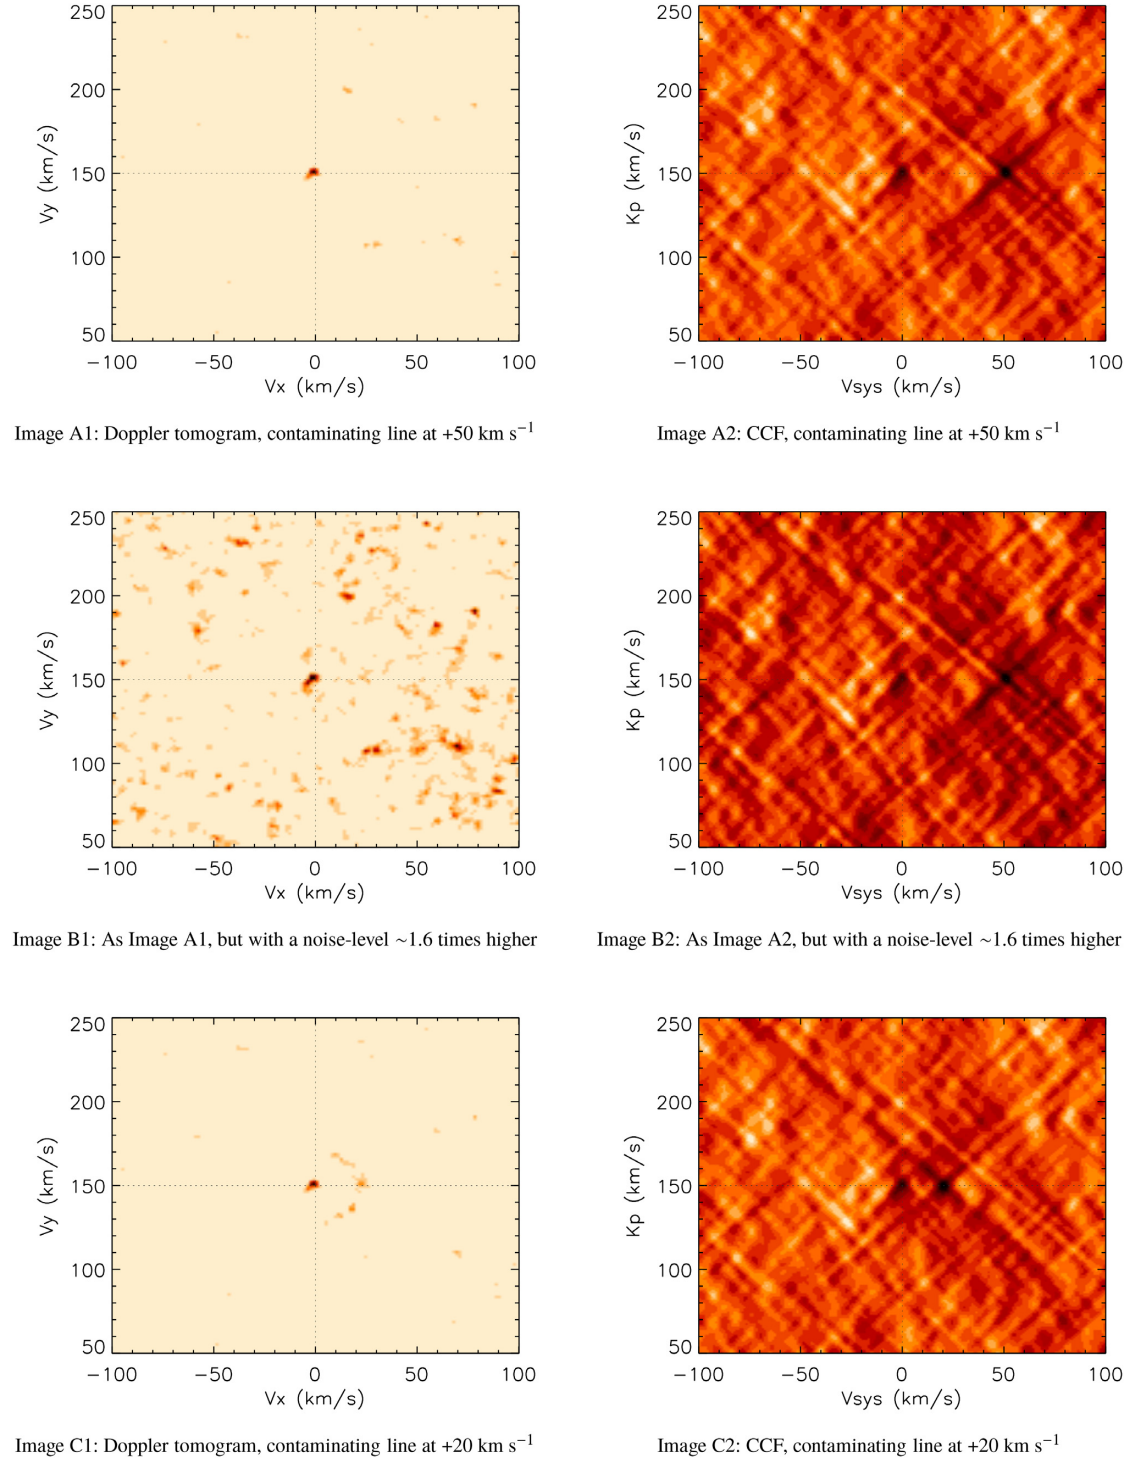 250
200
150
100
50
Vy (km/s)
−100 −50 0 50 100
Vx (km/s)
250
200
150
100
50
Kp (km/s)
−100 −50 0 50 100
Vsys (km/s)
Image A1: Doppler tomogram, contaminating line at +50 km s−1
Image A2: CCF, contaminating line at +50 km s−1
250
200
150
100
50
Vy (km/s)
−100 −50 0 50 100
Vx (km/s)
250
200
150
100
50
Kp (km/s)
−100 −50 0 50 100
Vsys (km/s)
Image B1: As Image A1, but with a noise-level ∼1.6 times higher
Image B2: As Image A2, but with a noise-level ∼1.6 times higher
250
200
150
100
50
Vy (km/s)
−100 −50 0 50 100
Vx (km/s)
250
200
150
100
50
Kp (km/s)
−100 −50 0 50 100
Vsys (km/s)
Image C1: Doppler tomogram, contaminating line at +20 km s−1
Image C2: CCF, contaminating line at +20 km s−1